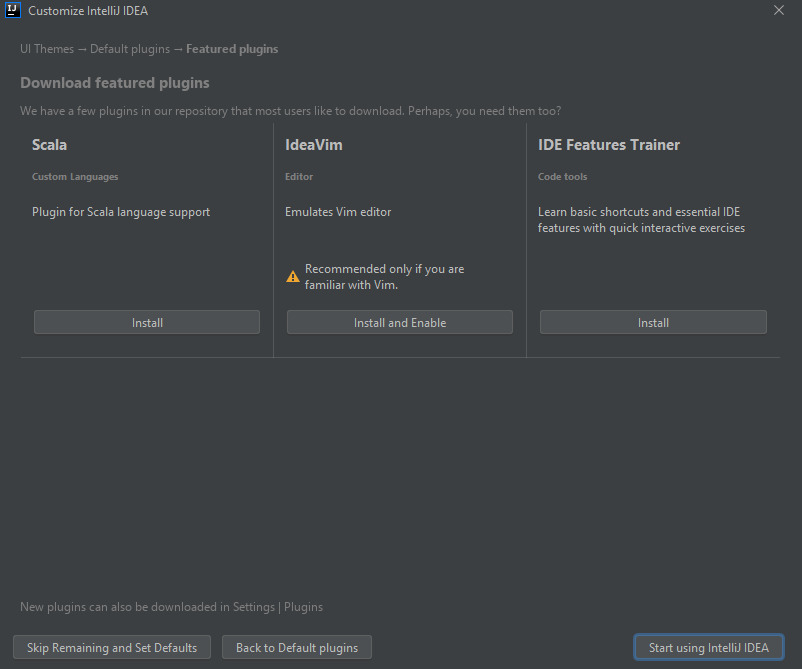 IJ
Customize IntelliJ IDEA
UI Themes → Default plugins → Featured plugins
Download featured plugins
We have a few plugins in our repository that most users like to download. Perhaps, you need them too?
Scala
Custom Languages
Plugin for Scala language support
Install
IdeaVim
Editor
Emulates Vim editor
Recommended only if you are
familiar with Vim.
Install and Enable
IDE Features Trainer
Code tools
Learn basic shortcuts and essential IDE
features with quick interactive exercises
Install
New plugins can also be downloaded in Settings | Plugins
Skip Remaining and Set Defaults
Back to Default plugins
Start using IntelliJ IDEA